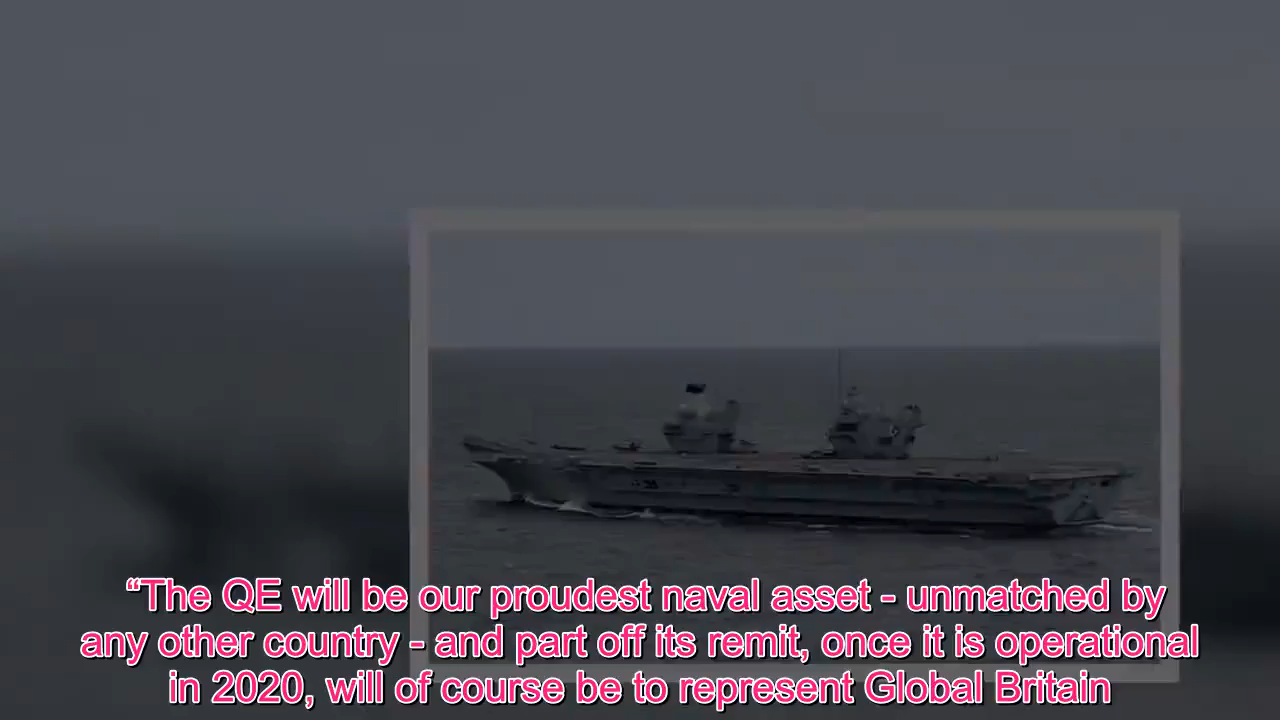 “The QE will be our proudest naval asset - unmatched by
any other country - and part off its remit, once it is operational
in 2020, will of course be to represent Global Britain